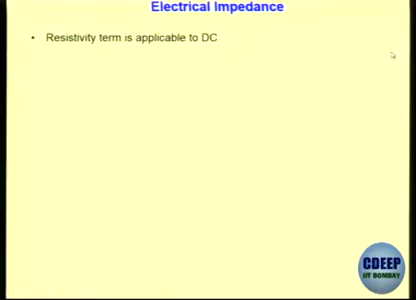 Electrical Impedance
• Resistivity term is applicable to DC
CDEEP
IIT BOMBAY